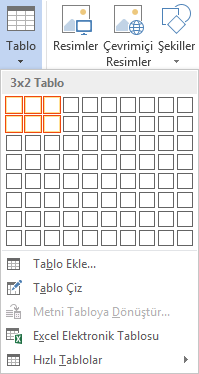 Tablo Resimler Çevrimiçi Şekiller
Resimler
3x2 Tablo
Tablo Ekle...
Tablo Çiz
Metni Tabloya Dönüştür...
Excel Elektronik Tablosu
Hızlı Tablolar